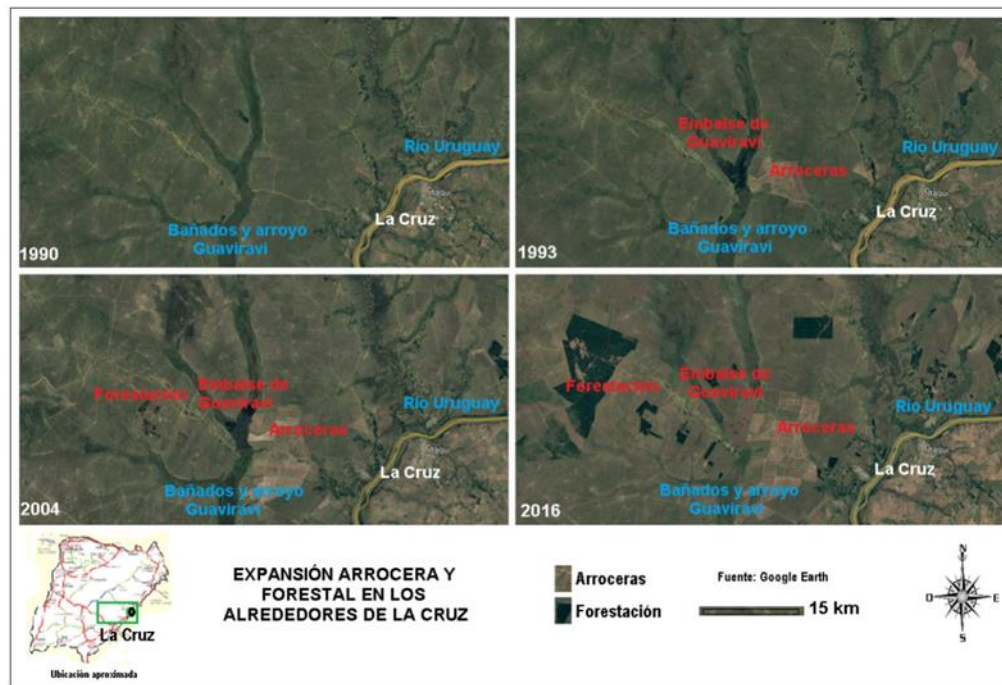 Río Uruguay
La Cruz
Bañados y arroyo
Guaviravi
1990
Embalse de
Guaviravi
Arroceras
Río Uruguay
La Cruz
Bañados y arroyo
Guaviravi
1993
Forestación
Embalse de
Guaviravi
Río Uruguay
Arroceras
La Cruz
Bañados y arroyo
Guaviravi
2004
Forestación
Embalse de
Guaviravi
Río Uruguay
Arroceras
La Cruz
Bañados y arroyo
Guaviravi
2016
La Cruz
Ubicación aproximada
EXPANSIÓN ARROCERA Y
FORESTAL EN LOS
ALREDEDORES DE LA CRUZ
Arroceras
Forestación
Fuente: Google Earth
15 km
N
O
E
S